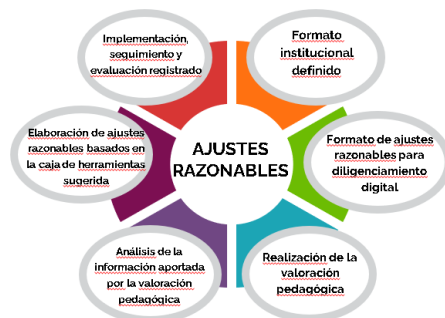 Implementación,
seguimiento y
evaluación registrado
Formato
institucional
definido
Elaboración de ajustes
razonables basados en
la caja de herramientas
sugerida
AJUSTES
RAZONABLES
Formato de ajustes
razonables para
diligenciamiento
digital
Análisis de la
información aportada
por la valoración
pedagógica
Realización de la
valoración
pedagógica